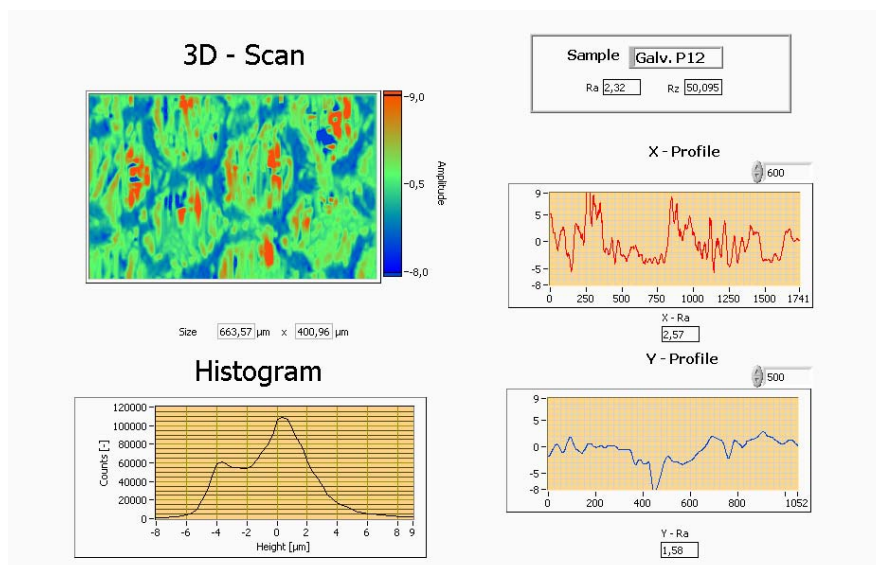 3D - Scan
9,0
0,5
-8,0
Amplitude
Size 663,57 µm x 400,96 µm
Sample Galv. P12
Ra 2,32 Rz 50,095
X - Profile
600
9
5
0
-5
-8
0 250 500 750 1000 1250 1500 1741
X - Ra
2,57
Histogram
120000
100000
80000
60000
40000
20000
0
Counts [-]
-8 -6 -4 -2 0 2 4 6 8 9
Height [µm]
Y - Profile
500
9
5
0
-5
-8
0 200 400 600 800 1052
Y - Ra
1,58